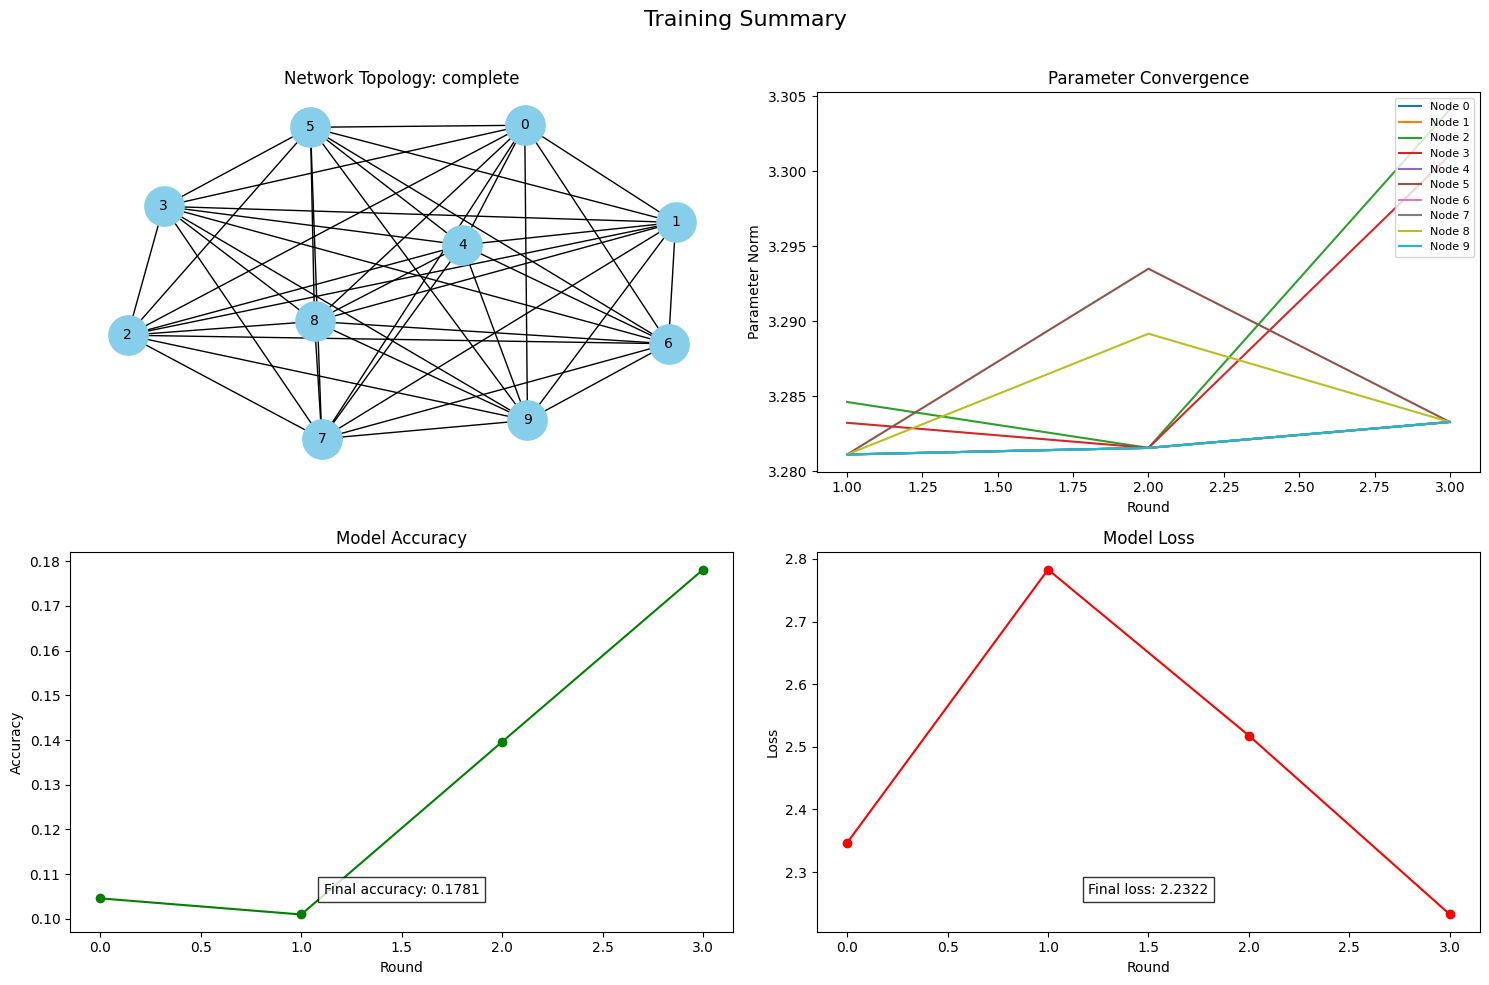 Training Summary
Network Topology: complete
5
0
3
1
4
8
2
6
9
7
Parameter Convergence
Parameter Norm
3.305
3.300
3.295
3.290
3.285
3.280
Node 0
Node 1
Node 2
Node 3
Node 4
Node 5
Node 6
Node 7
Node 8
Node 9
1.00 1.25 1.50 1.75 2.00 2.25 2.50 2.75 3.00
Round
Model Accuracy
Accuracy
0.18
0.17
0.16
0.15
0.14
0.13
0.12
0.11
0.10
Final accuracy: 0.1781
0.0 0.5 1.0 1.5 2.0 2.5 3.0
Round
Model Loss
Loss
2.8
2.7
2.6
2.5
2.4
2.3
Final loss: 2.2322
0.0 0.5 1.0 1.5 2.0 2.5 3.0
Round